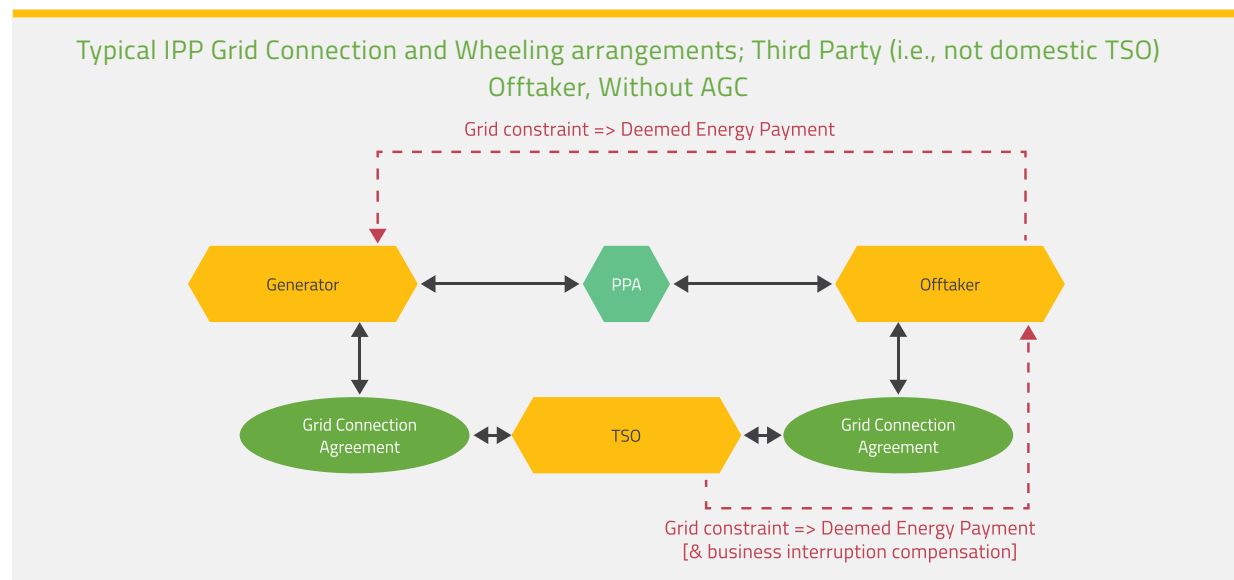 Typical IPP Grid Connection and Wheeling arrangements; Third Party (i.e., not domestic TSO)
Offtaker, Without AGC
Grid constraint => Deemed Energy Payment
Generator
PPA
Offtaker
Grid Connection
Agreement
TSO
Grid Connection
Agreement
Grid constraint => Deemed Energy Payment
[& business interruption compensation]